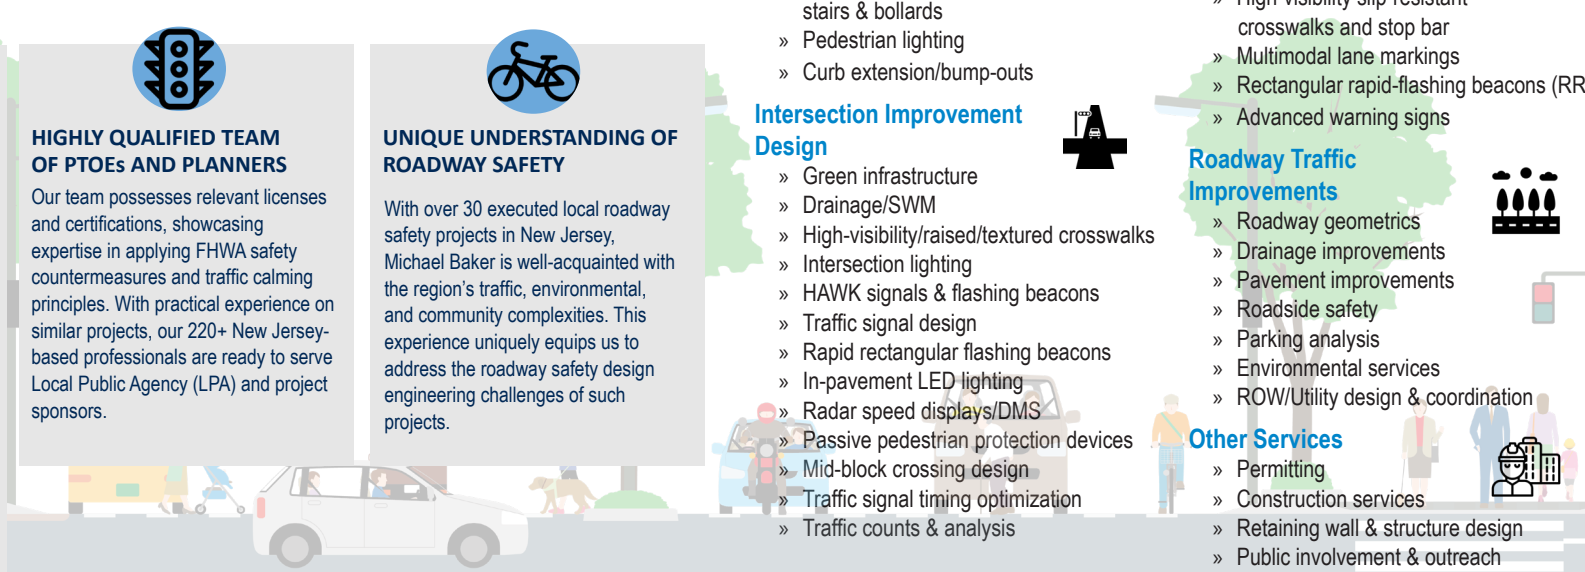 HIGHLY QUALIFIED TEAM
OF PTOEs AND PLANNERS
Our team possesses relevant licenses
and certifications, showcasing
expertise in applying FHWA safety
countermeasures and traffic calming
principles. With practical experience on
similar projects, our 220+ New Jersey-
based professionals are ready to serve
Local Public Agency (LPA) and project
sponsors.
UNIQUE UNDERSTANDING OF
ROADWAY SAFETY
With over 30 executed local roadway
safety projects in New Jersey,
Michael Baker is well-acquainted with
the region’s traffic, environmental,
and community complexities. This
experience uniquely equips us to
address the roadway safety design
engineering challenges of such
projects.
stairs & bollards
» Pedestrian lighting
» Curb extension/bump-outs
Intersection Improvement
Design
» Green infrastructure
» Drainage/SWM
» High-visibility/raised/textured crosswalks
» Intersection lighting
» HAWK signals & flashing beacons
» Traffic signal design
» Rapid rectangular flashing beacons
» In-pavement LED lighting
» Radar speed displays/DMS
» Passive pedestrian protection devices
» Mid-block crossing design
» Traffic signal timing optimization
» Traffic counts & analysis
» High-visibility slip resistant
crosswalks and stop bar
» Multimodal lane markings
» Rectangular rapid-flashing beacons (RR
» Advanced warning signs
Roadway Traffic
Improvements
» Roadway geometrics
» Drainage improvements
» Pavement improvements
» Roadside safety
» Parking analysis
» Environmental services
» ROW/Utility design & coordination
Other Services
» Permitting
» Construction services
» Retaining wall & structure design
» Public involvement & outreach